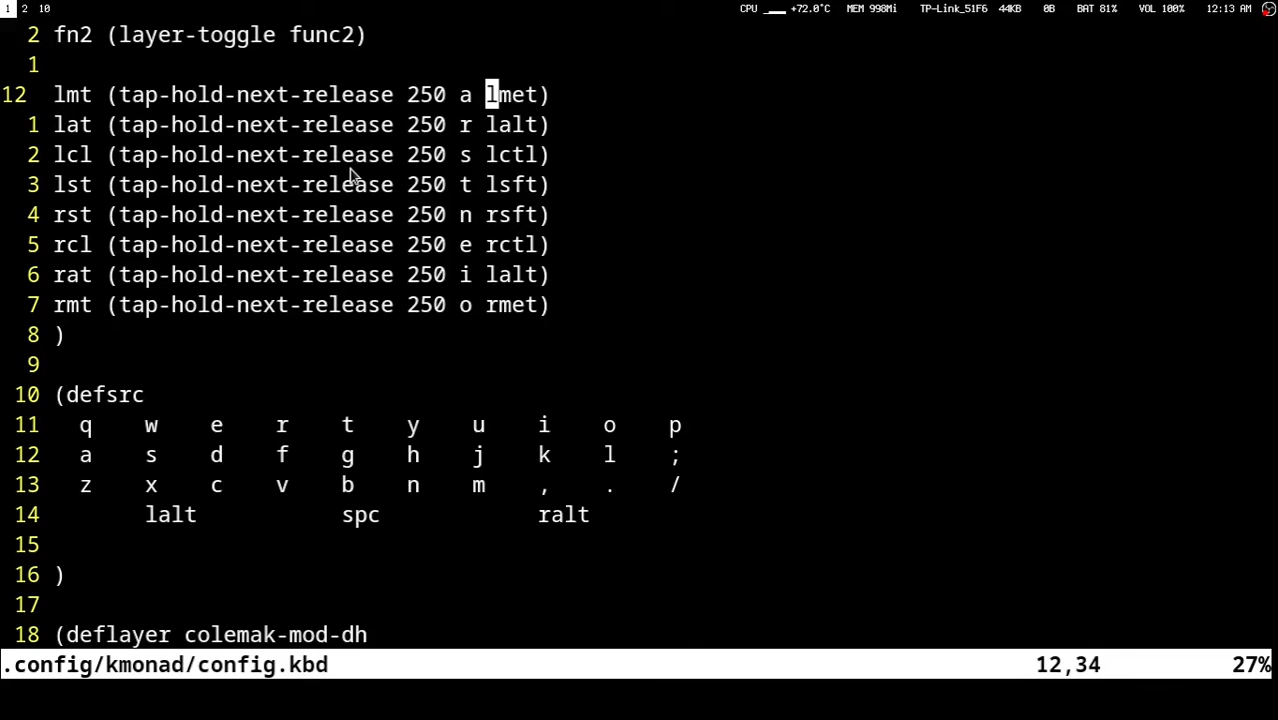 1 2 10 CPU +72.0°C MEM 998Mi TP-Link_51F6 44KB 0B BAT 81% VOL 100% 12:13 AM
2 fn2 (layer-toggle func2)
1
12 lmt (tap-hold-next-release 250 a lmet)
1 lat (tap-hold-next-release 250 r lalt)
2 lcl (tap-hold-next-release 250 s lctl)
3 lst (tap-hold-next-release 250 t lsft)
4 rst (tap-hold-next-release 250 n rsft)
5 rcl (tap-hold-next-release 250 e rctl)
6 rat (tap-hold-next-release 250 i lalt)
7 rmt (tap-hold-next-release 250 o rmet)
8 )
9
10 (defsrc
11 q w e r t y u i o p
12 a s d f g h j k l ;
13 z x c v b n m , . /
14 lalt spc ralt
15
16 )
17
18 (deflayer colemak-mod-dh
.config/kmonad/config.kbd 12,34 27%